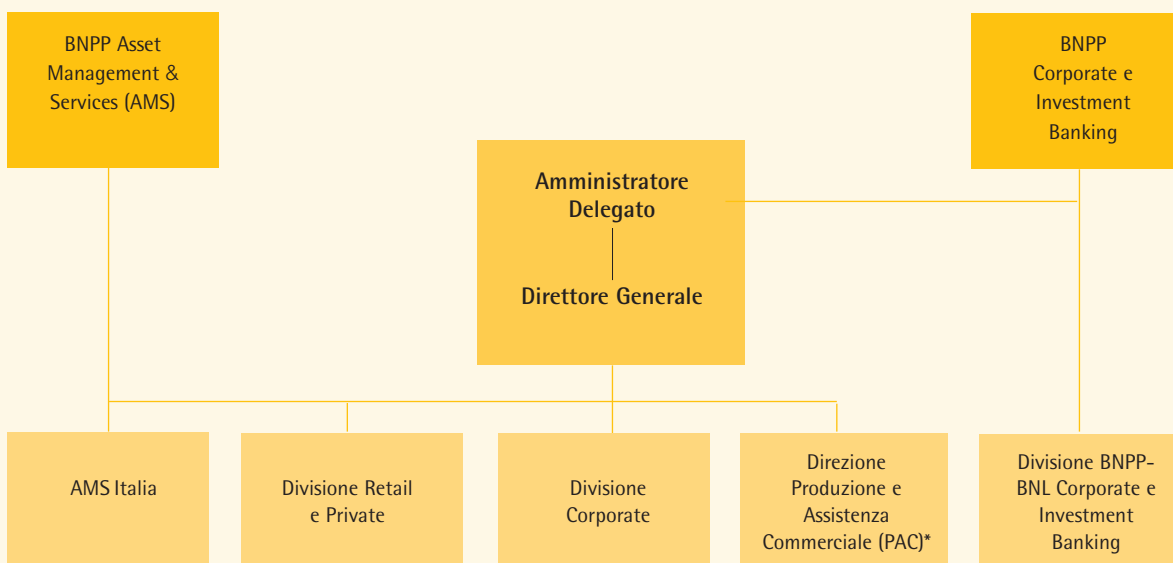 BNPP Asset
Management &
Services (AMS)
BNPP
Corporate e
Investment
Banking
Amministratore
Delegato
Direttore Generale
AMS Italia
Divisione Retail
e Private
Divisione
Corporate
Direzione
Produzione e
Assistenza
Commerciale (PAC)*
Divisione BNPP-
BNL Corporate e
Investment
Banking